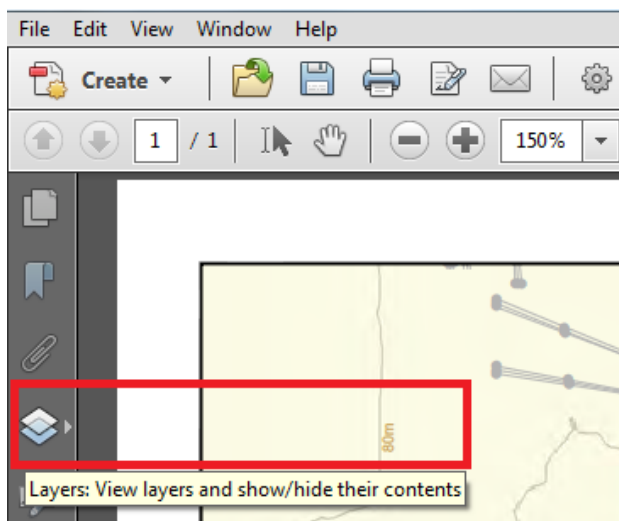 File Edit View Window Help
Create
1 / 1 150%
80m
Layers: View layers and show/hide their contents